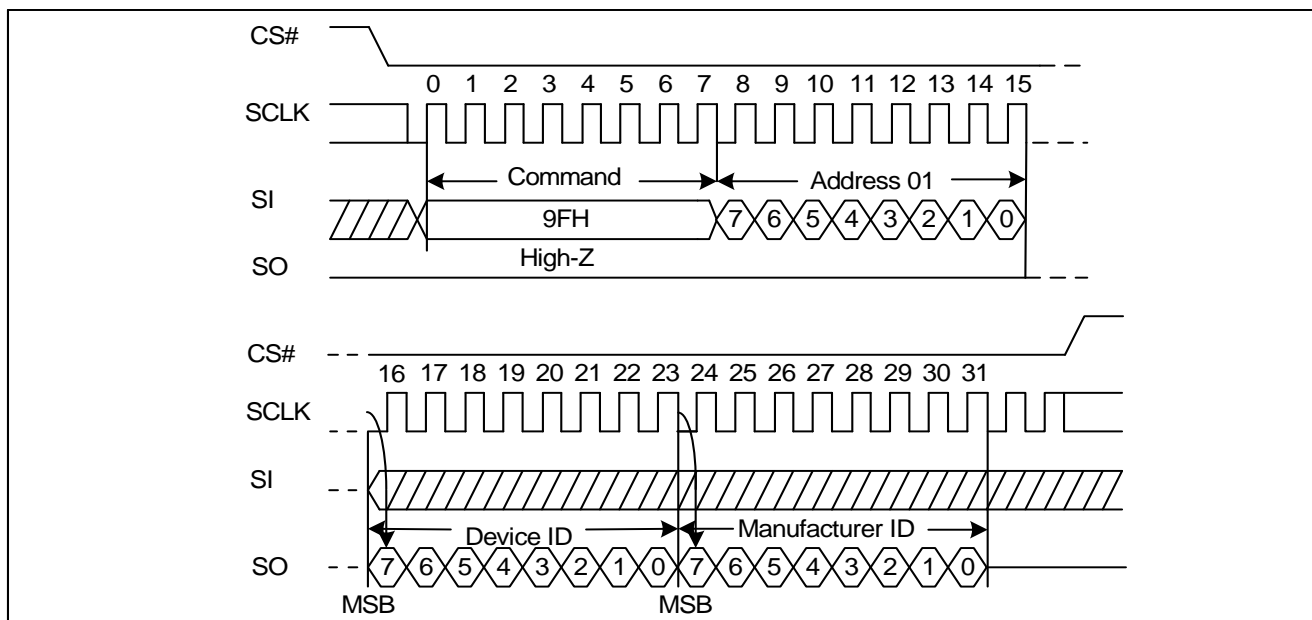 CS#
0 1 2 3 4 5 6 7 8 9 10 11 12 13 14 15
SCLK
Command Address 01
SI
9FH 7 6 5 4 3 2 1 0
High-Z
SO
CS#
16 17 18 19 20 21 22 23 24 25 26 27 28 29 30 31
SCLK
SI
Device ID Manufacturer ID
SO 7 6 5 4 3 2 1 0 7 6 5 4 3 2 1 0
MSB MSB